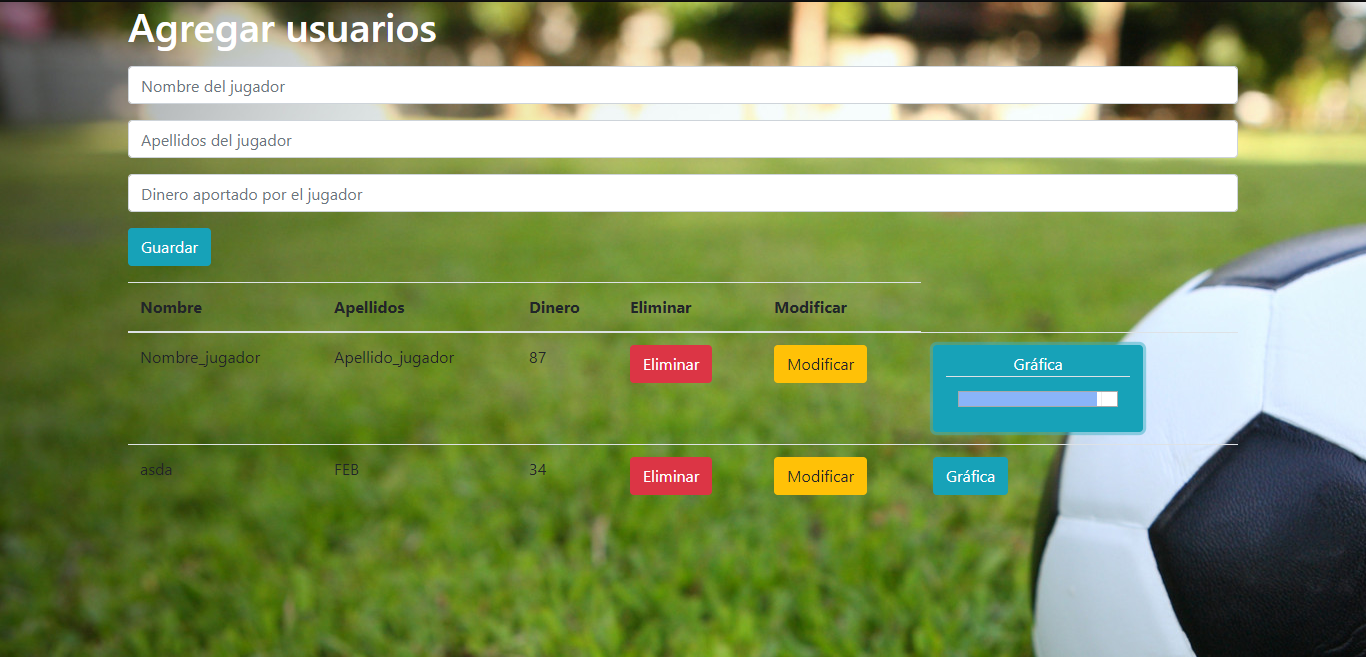 Agregar usuarios
Nombre del jugador
Apellidos del jugador
Dinero aportado por el jugador
Guardar
Nombre Apellidos Dinero Eliminar Modificar
Nombre_jugador Apellido_jugador 87 Eliminar Modificar Gráfica
asda FEB 34 Eliminar Modificar Gráfica